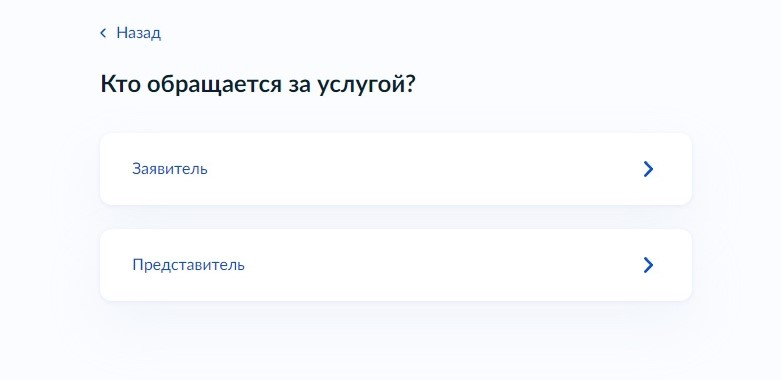 Назад
Кто обращается за услугой?
Заявитель
Представитель